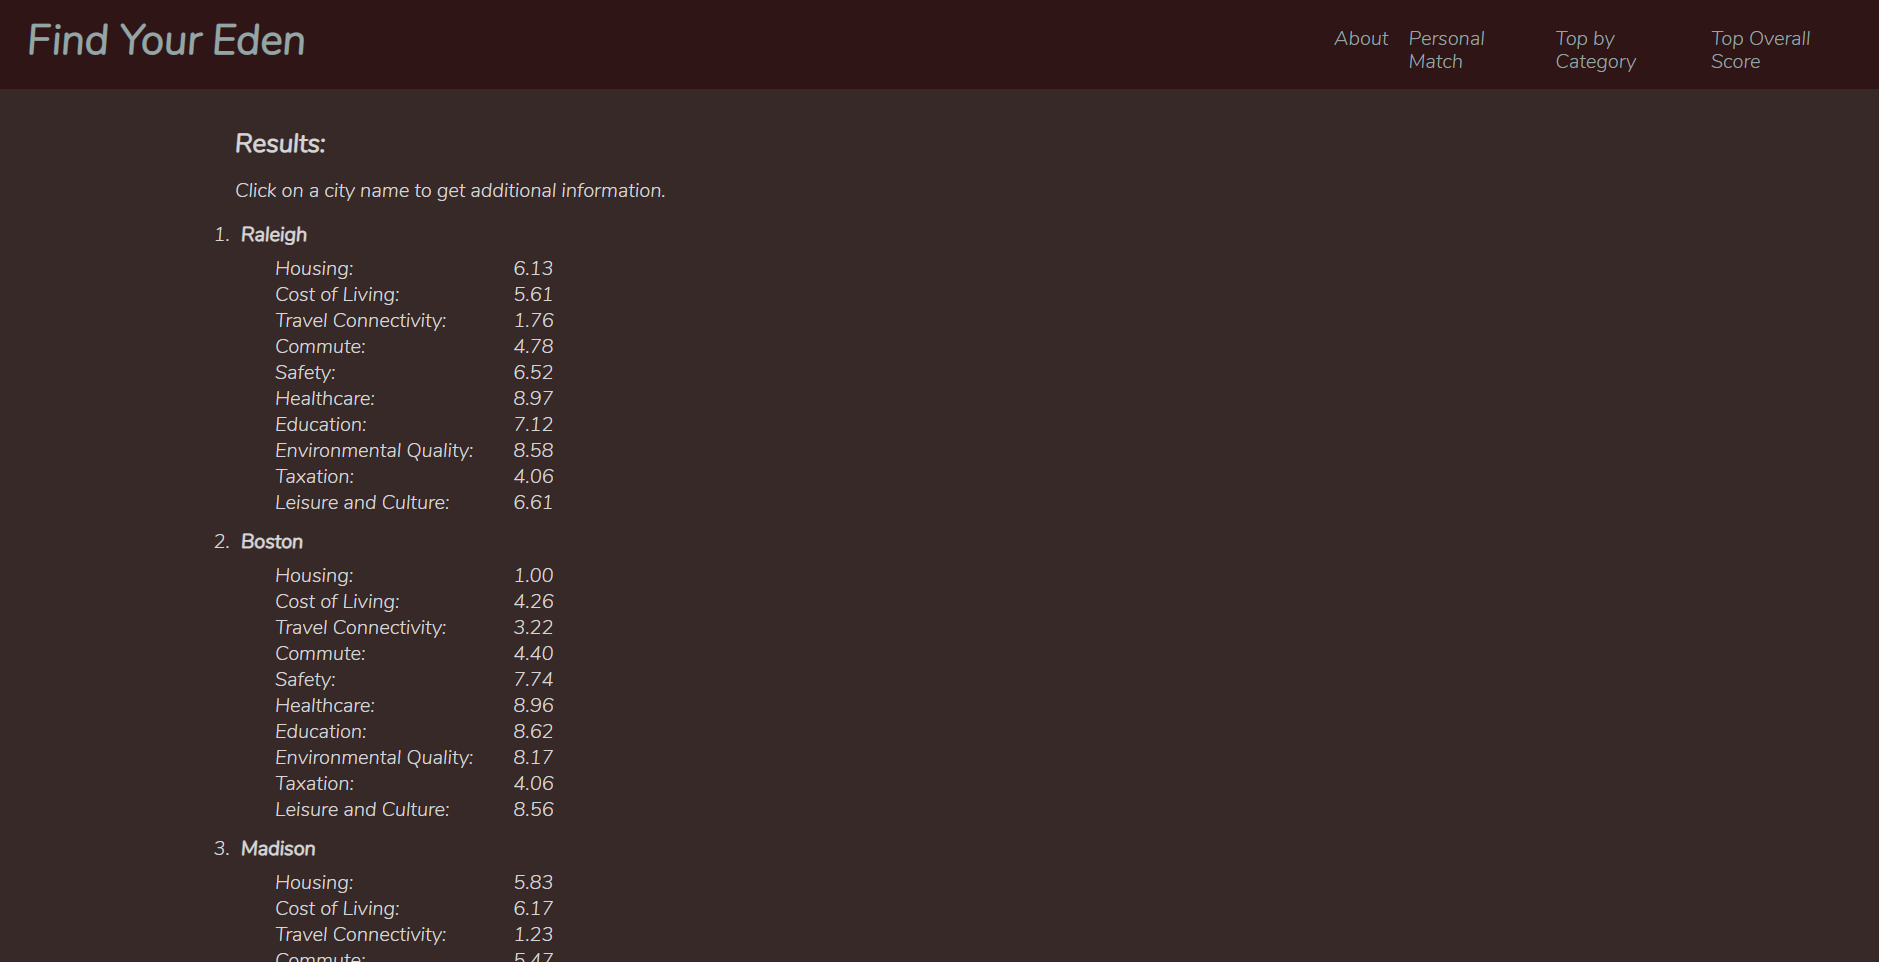 Find Your Eden
About
Personal
Match
Top by
Category
Top Overall
Score
Results:
Click on a city name to get additional information.
1. Raleigh
Housing: 6.13
Cost of Living: 5.61
Travel Connectivity: 1.76
Commute: 4.78
Safety: 6.52
Healthcare: 8.97
Education: 7.12
Environmental Quality: 8.58
Taxation: 4.06
Leisure and Culture: 6.61
2. Boston
Housing: 1.00
Cost of Living: 4.26
Travel Connectivity: 3.22
Commute: 4.40
Safety: 7.74
Healthcare: 8.96
Education: 8.62
Environmental Quality: 8.17
Taxation: 4.06
Leisure and Culture: 8.56
3. Madison
Housing: 5.83
Cost of Living: 6.17
Travel Connectivity: 1.23
Commute: 5.47